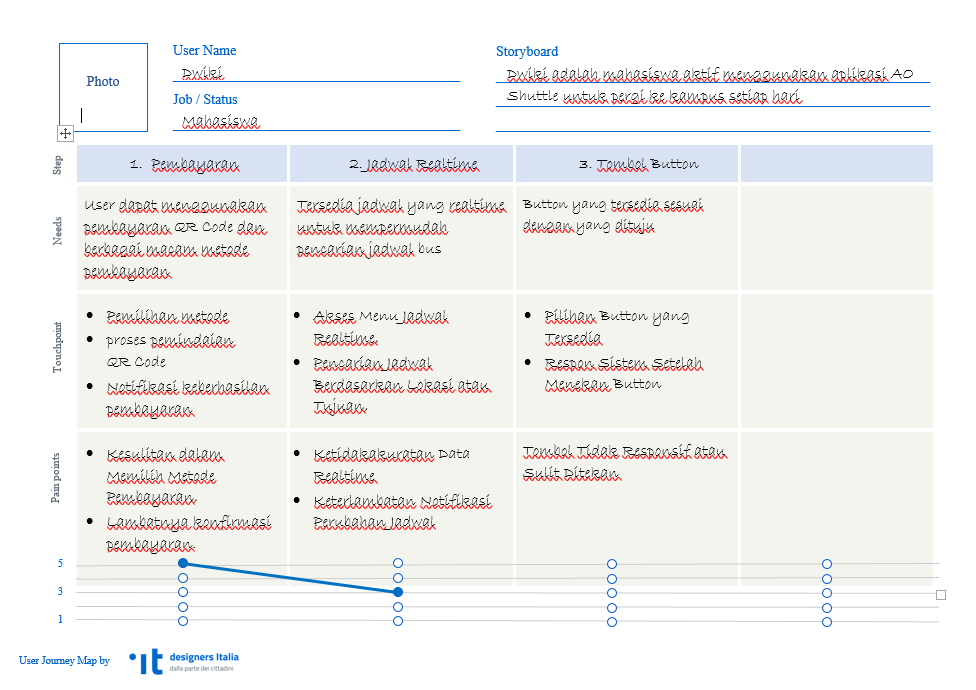 User Name
Dwiki
Storyboard
Dwiki adalah mahasiswa aktif menggunakan aplikasi AO
Shuttle untuk pergi ke kampus setiap hari
Photo
Job / Status
Mahasiswa
Step
1. Pembayaran
2. Jadwal Realtime
3. Tombol Button
Needs
User dapat menggunakan
pembayaran QR Code dan
berbagai macam metode
pembayaran
Tersedia jadwal yang realtime
untuk mempermudah
pencarian jadwal bus
Button yang tersedia sesuai
dengan yang dituju
Touchpoint
• Pemilihan metode
• proses pemindaian
QR Code
• Notifikasi keberhasilan
pembayaran
• Akses Menu Jadwal
Realtime
• Pencarian Jadwal
Berdasarkan Lokasi atau
Tujuan
• Pilihan Button yang
Tersedia
• Respon Sistem Setelah
Menekan Button
Pain points
• Kesulitan dalam
Memilih Metode
Pembayaran
• Lambatnya konfirmasi
pembayaran
• Ketidakakuratan Data
Realtime
• Keterlambatan Notifikasi
Perubahan Jadwal
Tombol Tidak Responsif atau
Sulit Ditekan
5
3
1
User Journey Map by
it designers Italia
dalla parte dei cittadini